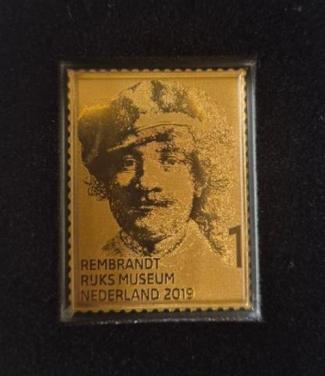 1
REMBRANDT
RIJKS MUSEUM
NEDERLAND 2019